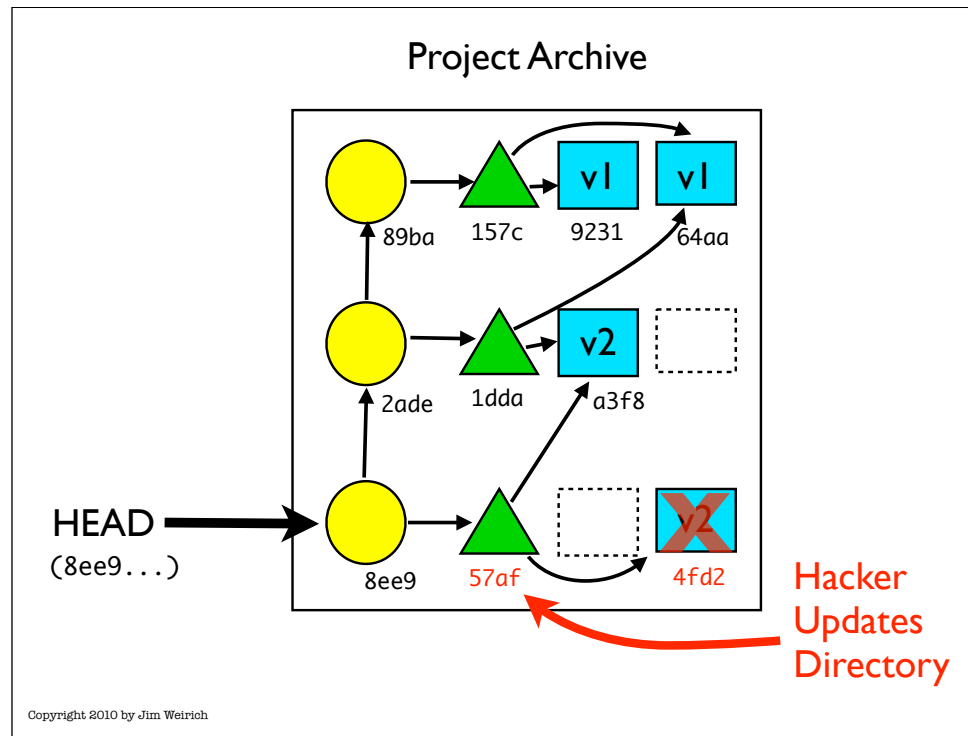 Project Archive
v1 v1
89ba 157c 9231 64aa
v2
2ade 1dda a3f8
HEAD
(8ee9...)
v2
8ee9 57af 4fd2
Hacker
Updates
Directory
Copyright 2010 by Jim Weirich